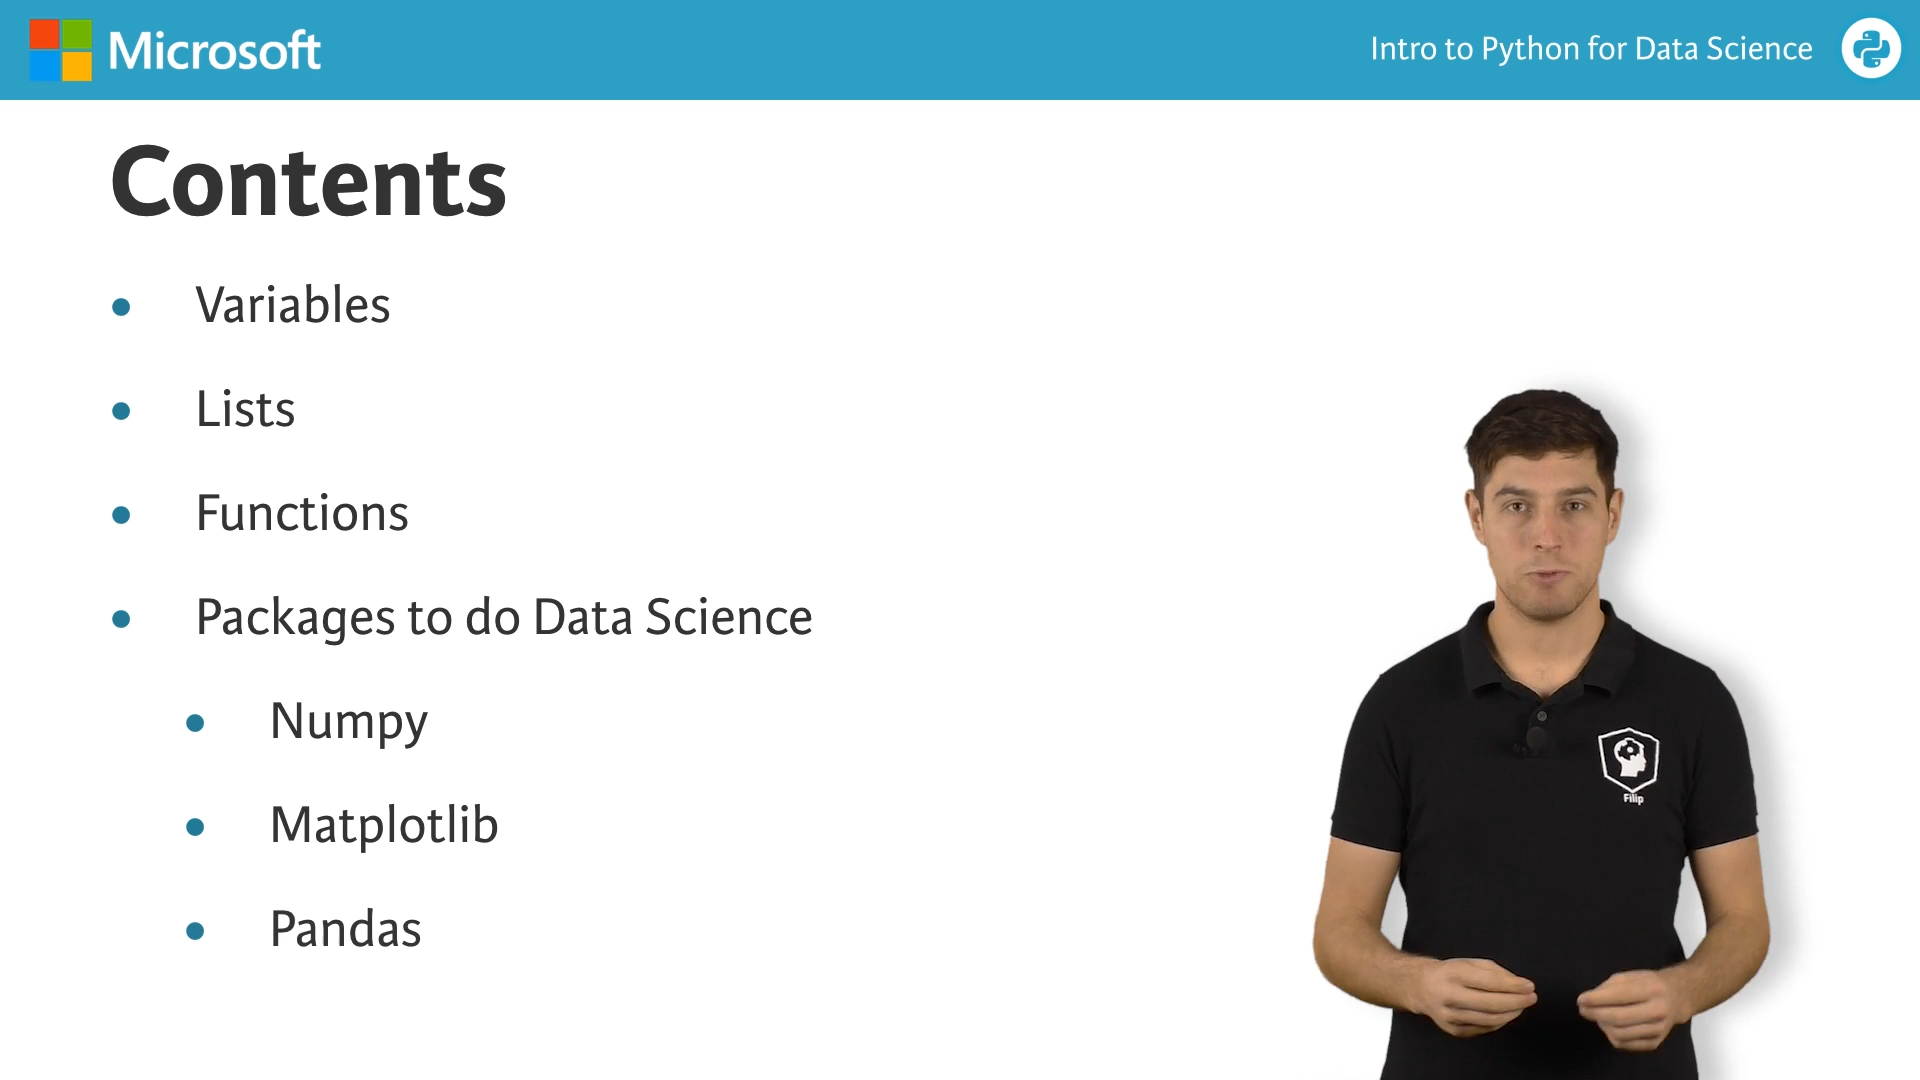 Microsoft
Intro to Python for Data Science
Contents
Variables
Lists
Functions
Packages to do Data Science
Numpy
Matplotlib
Pandas
Filip